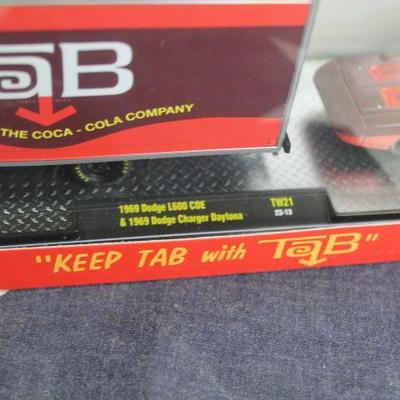 TaB
THE COCA - COLA COMPANY
1969 Dodge L600 COE
& 1969 Dodge Charger Daytona
TW21
22-13
"KEEP TAB with TaB"